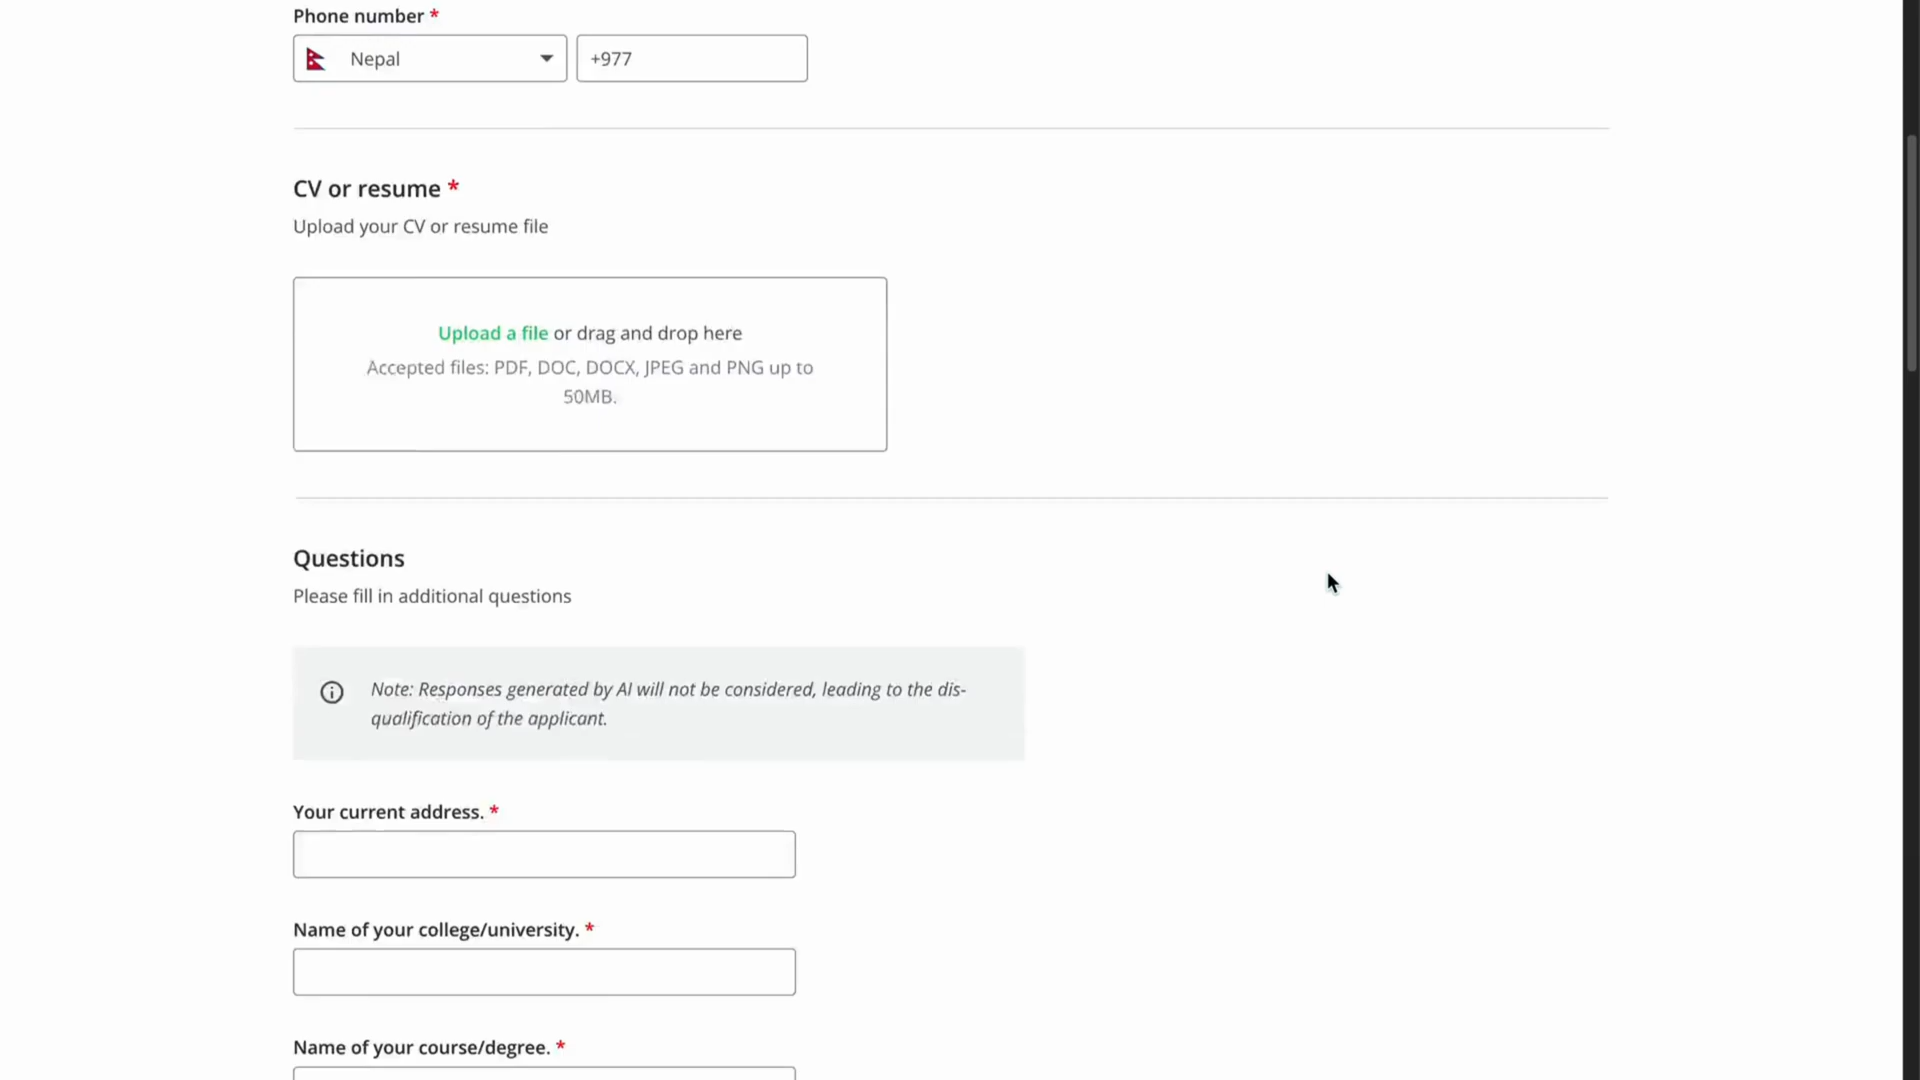 Phone number *
Nepal
+977
CV or resume *
Upload your CV or resume file
Upload a file or drag and drop here
Accepted files: PDF, DOC, DOCX, JPEG and PNG up to
50MB.
Questions
Please fill in additional questions
Note: Responses generated by AI will not be considered, leading to the dis-
qualification of the applicant.
Your current address. *
Name of your college/university. *
Name of your course/degree. *